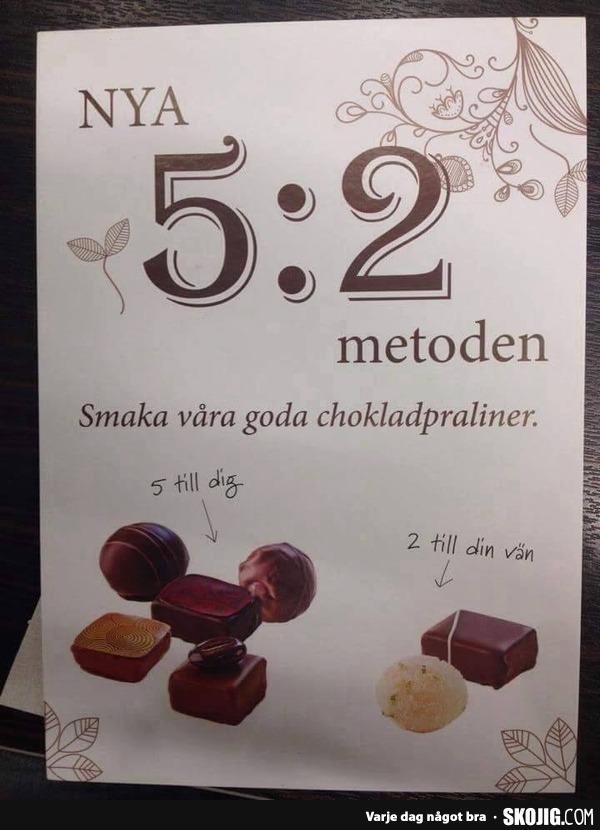 NYA
5:2
metoden
Smaka våra goda chokladpraliner.
5 till dig
2 till din vän
Varje dag något bra · SKOJIG.COM